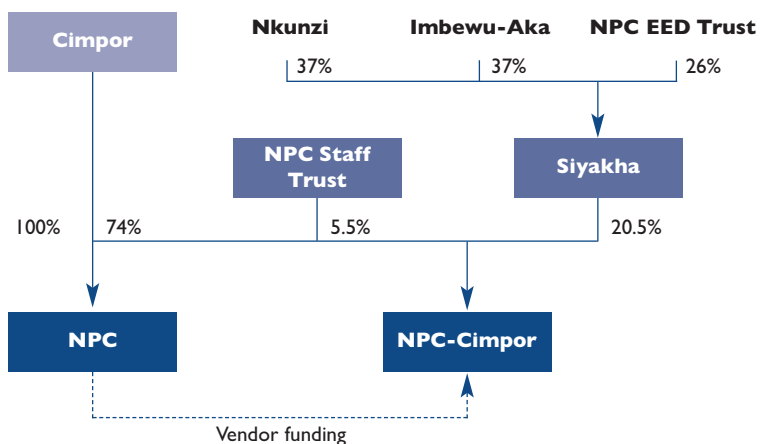 Cimpor
Nkunzi Imbewu-Aka NPC EED Trust
37% 37% 26%
NPC Staff
Trust
Siyakha
100% 74% 5.5% 20.5%
NPC NPC-Cimpor
Vendor funding